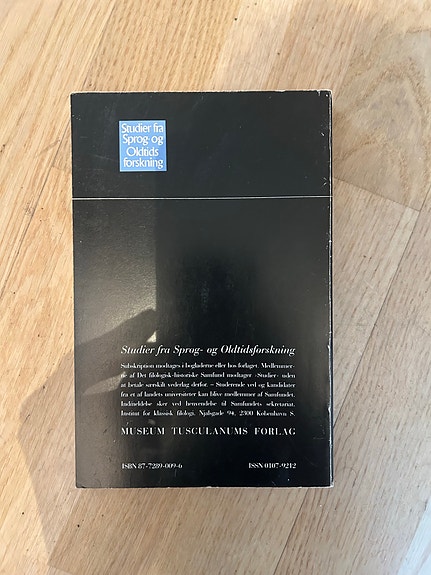 Studier fra
Sprog- og
Oldtids
forskning
Studier fra Sprog- og Oldtidsforskning
Subskription modtages i bogladerne eller hos forlaget. Medlemmer-
ne af Det filologisk-historiske Samfund modtager »Studier« uden
at betale særskilt vederlag derfor. – Studerende ved og kandidater
fra et af landets universiteter kan blive medlemmer af Samfundet.
Indmeldelse sker ved henvendelse til Samfundets sekretariat.
Institut for klassisk filologi. Njalsgade 94, 2300 København S.
MUSEUM TUSCULANUMS FORLAG
ISBN 87-7289-009-6 ISSN 0107-9212